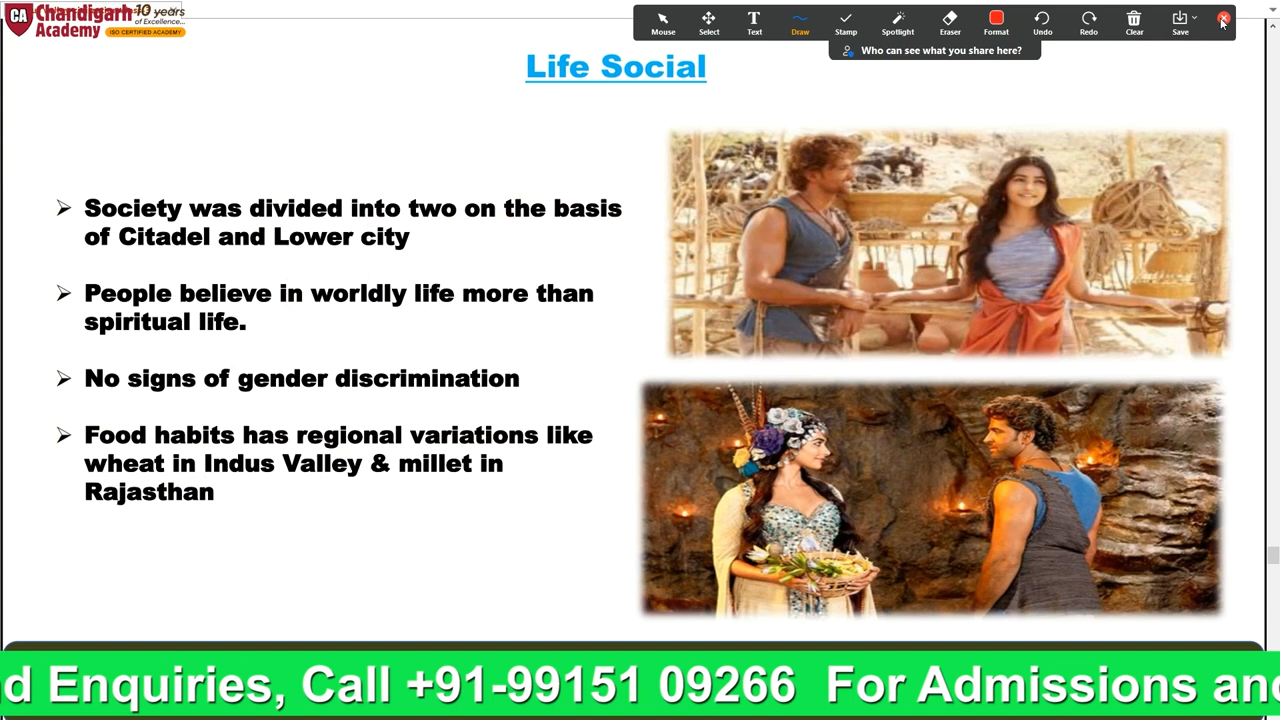 CA Chandigarh Academy
10 years of Excellence...
ISO CERTIFIED ACADEMY
Mouse Select Text Draw Stamp Spotlight Eraser Format Undo Redo Clear Save
Who can see what you share here?
Life Social
Society was divided into two on the basis
of Citadel and Lower city
People believe in worldly life more than
spiritual life.
No signs of gender discrimination
Food habits has regional variations like
wheat in Indus Valley & millet in
Rajasthan
d Enquiries, Call +91-99151 09266 For Admissions and